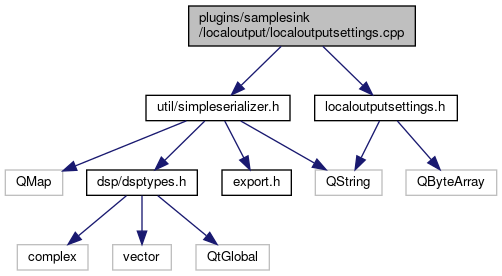 plugins/samplesink
/localoutput/localoutputsettings.cpp
util/simpleserializer.h
localoutputsettings.h
QMap
dsp/dsptypes.h
export.h
QString
QByteArray
complex
vector
QtGlobal